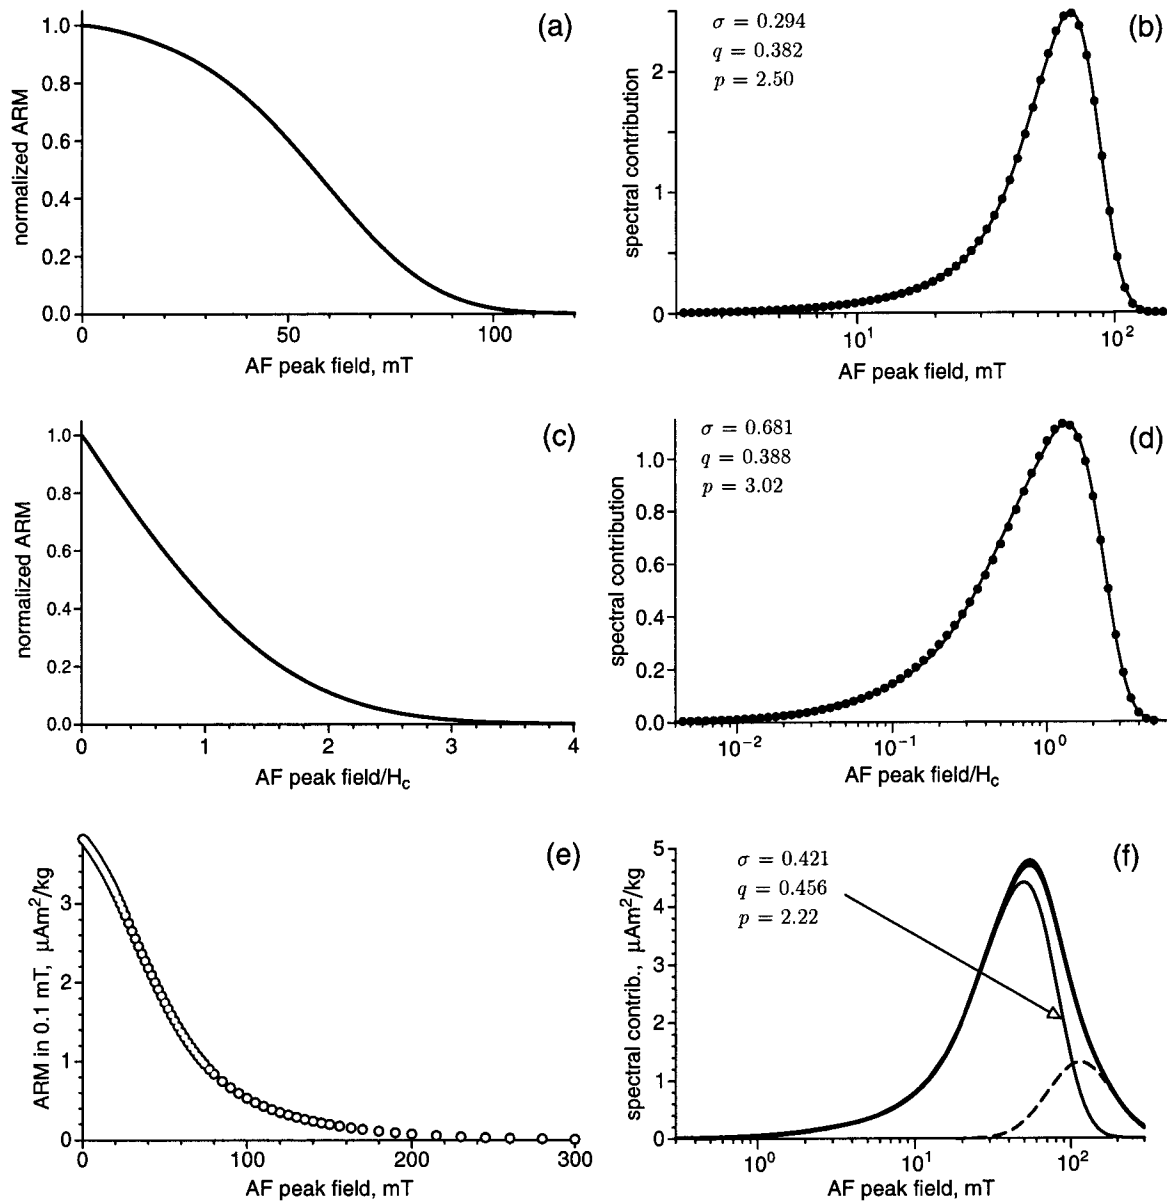 (a)
normalized ARM
1.0
0.8
0.6
0.4
0.2
0.0
0
50
100
AF peak field, mT
(b)
σ = 0.294
q = 0.382
p = 2.50
spectral contribution
2
1
0
10¹
10²
AF peak field, mT
(c)
normalized ARM
1.0
0.8
0.6
0.4
0.2
0.0
0
1
2
3
4
AF peak field/Hc
(d)
σ = 0.681
q = 0.388
p = 3.02
spectral contribution
1.0
0.8
0.6
0.4
0.2
0.0
10⁻²
10⁻¹
10⁰
AF peak field/Hc
(e)
ARM in 0.1 mT, μAm²/kg
3
2
1
0
0
100
200
300
AF peak field, mT
(f)
σ = 0.421
q = 0.456
p = 2.22
spectral contrib., μAm²/kg
5
4
3
2
1
0
10⁰
10¹
10²
AF peak field, mT